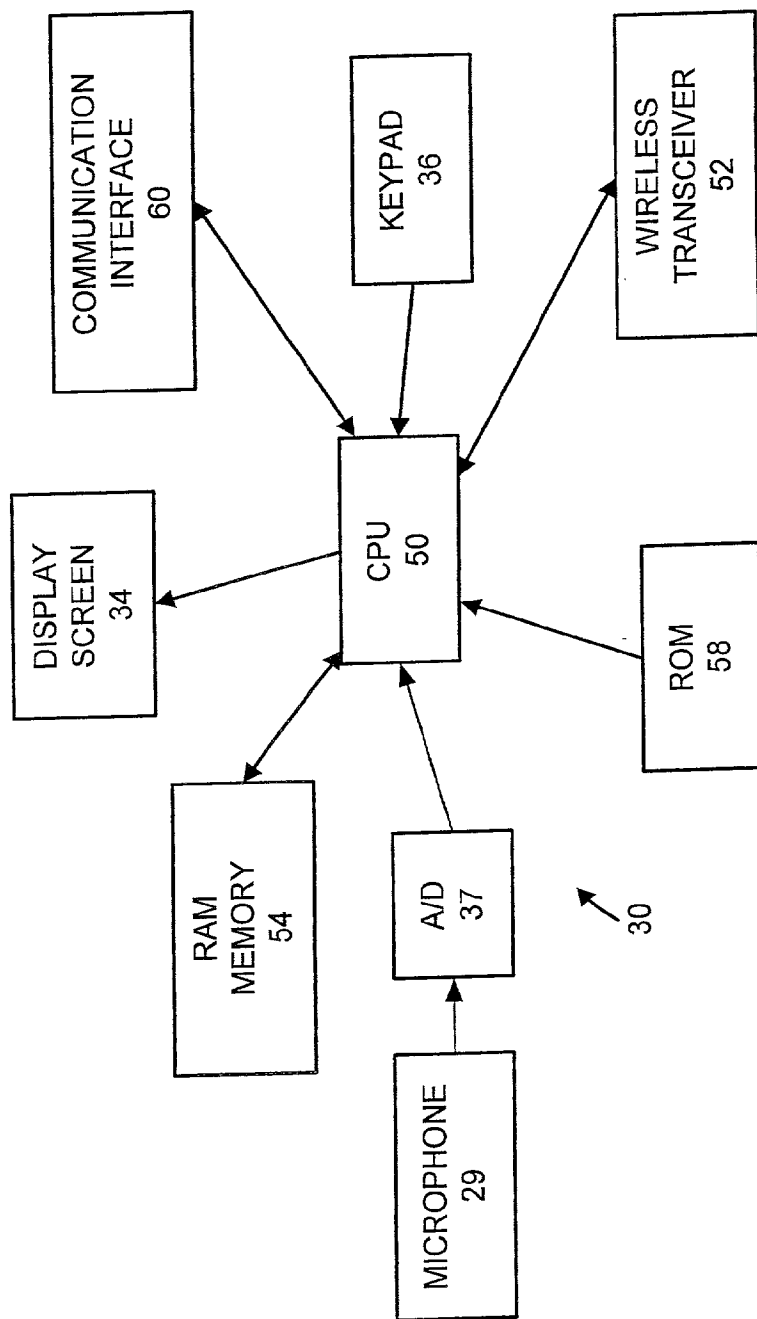 DISPLAY
SCREEN
34
COMMUNICATION
INTERFACE
60
RAM
MEMORY
54
CPU
50
KEYPAD
36
MICROPHONE
29
A/D
37
30
ROM
58
WIRELESS
TRANSCEIVER
52